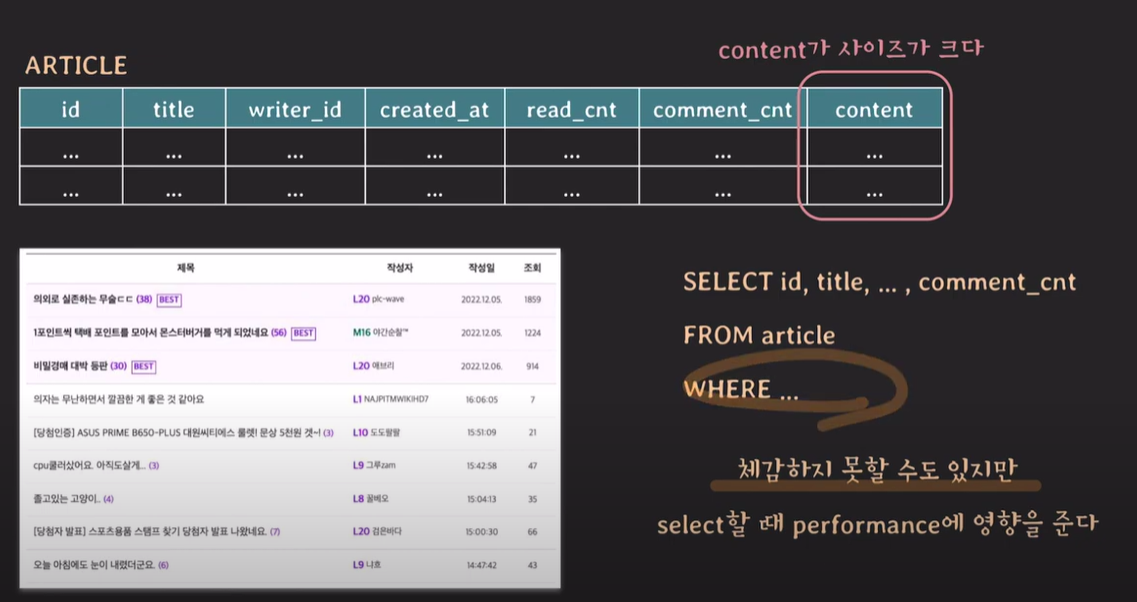 content가 사이즈가 크다
ARTICLE
id title writer_id created_at read_cnt comment_cnt content
... ... ... ... ... ... ...
... ... ... ... ... ... ...
제목 작성자 작성일 조회
의외로 실존하는 무술ㄷㄷ (38) BEST L20 plc-wave 2022.12.05. 1859
1포인트씩 택배 포인트를 모아서 몬스터버거를 먹게 되었네요 (56) BEST M16 야간순찰™ 2022.12.05. 1224
비밀경매 대박 등판 (30) BEST L20 애브리 2022.12.06. 914
의자는 무난하면서 깔끔한 게 좋은 것 같아요 L1 NAJPITMWIKIHD7 16:06:05 7
[당첨인증] ASUS PRIME B650-PLUS 대원씨티에스 룰렛! 문상 5천원 겟~! (3) L10 도도팔팔 15:51:09 21
cpu쿨러샀어요. 아직도살게... (3) L9 그루zam 15:42:58 47
졸고있는 고양이.. (4) L8 꿀베오 15:04:13 35
[당첨자 발표] 스포츠용품 스탬프 찾기 당첨자 발표 나왔네요. (7) L20 검은바다 15:00:30 66
오늘 아침에도 눈이 내렸더군요. (6) L9 나흐 14:47:42 43
SELECT id, title, ... , comment_cnt
FROM article
WHERE ...
체감하지 못할 수도 있지만
select할 때 performance에 영향을 준다